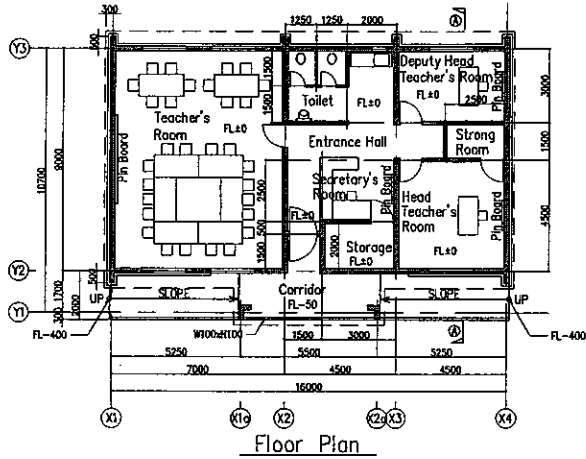 300
1250 1250 2000
A
Y3
500
1500
Deputy Head
Teacher's Room
FL±0
2500
Pin Board
3000
Toilet
FL±0
1500
Teacher's
Room
FL±0
Entrance Hall
Strong
Room
1500
10700
9000
Pin Board
Secretary's
Room
Pin Board
2500
FL±0
500
Head
Teacher's
Room
FL±0
Pin Board
4500
1500
2000
Storage
FL±0
Y2
500
1700
2000
300
Y1
UP
SLOPE
Corridor
FL-50
SLOPE
UP
FL-400
W100xH100
A
FL-400
1500 3000
5250 5500 5250
7000 4500 4500
16000
X1 X1a X2 X2a X3 X4
Floor Plan